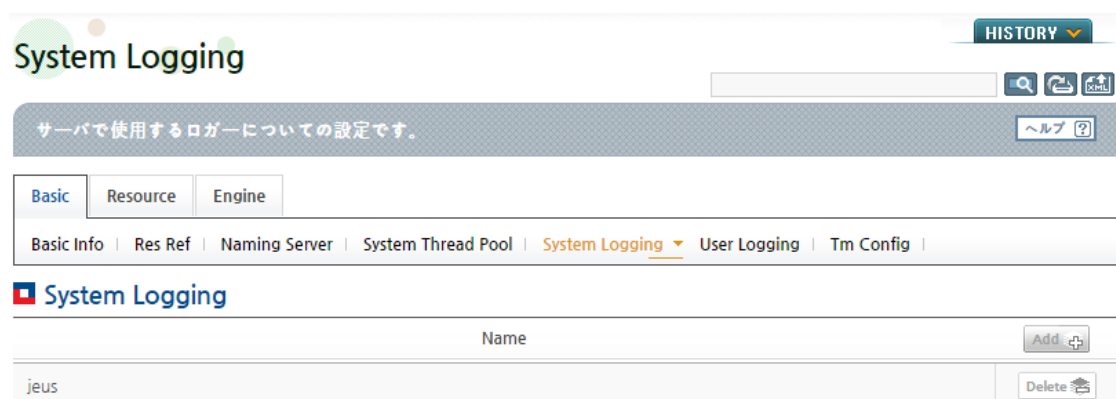 HISTORY
System Logging
XML
サーバで使用するロガーについての設定です。
ヘルプ ?
Basic Resource Engine
Basic Info | Res Ref | Naming Server | System Thread Pool | System Logging | User Logging | Tm Config |
System Logging
Name Add
jeus Delete